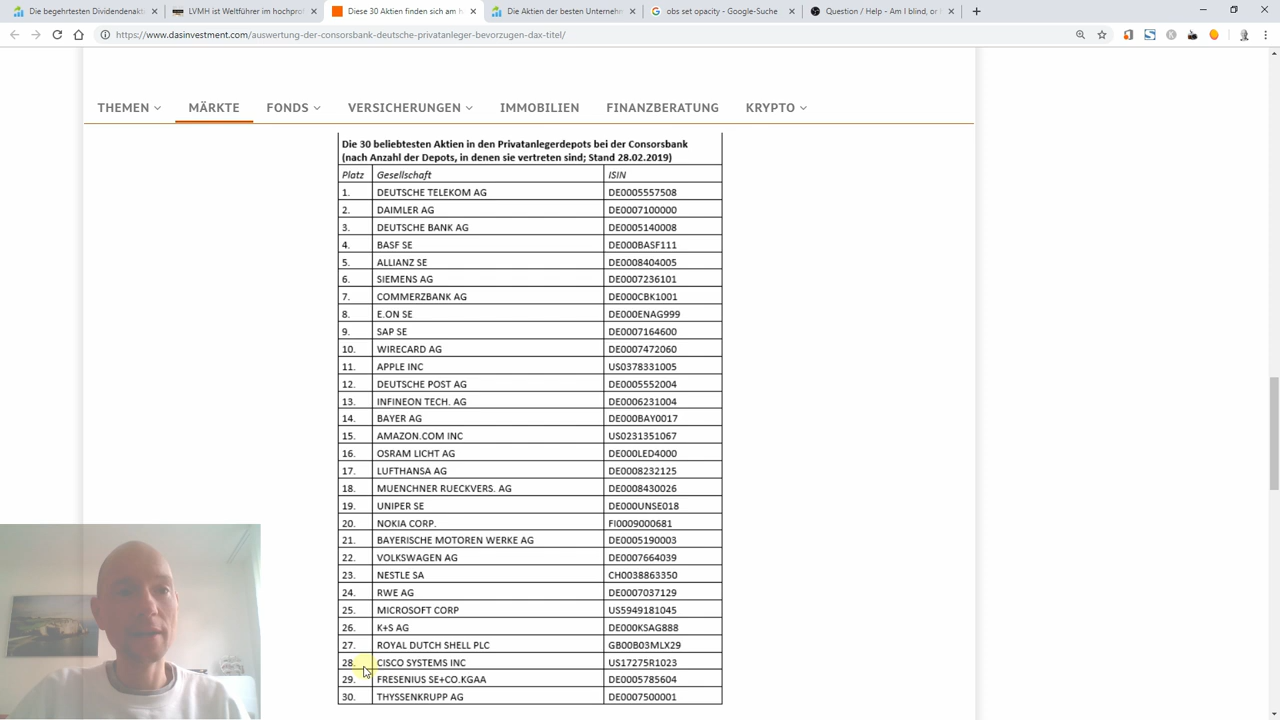 Die begehrtesten Dividendenakt
LVMH ist Weltführer im hochprof
Diese 30 Aktien finden sich am h
Die Aktien der besten Unternehm
obs set opacity - Google-Suche
Question / Help - Am I blind, or I
https://www.dasinvestment.com/auswertung-der-consorsbank-deutsche-privatanleger-bevorzugen-dax-titel/
THEMEN MÄRKTE FONDS VERSICHERUNGEN IMMOBILIEN FINANZBERATUNG KRYPTO
Die 30 beliebtesten Aktien in den Privatanlegerdepots bei der Consorsbank
(nach Anzahl der Depots, in denen sie vertreten sind; Stand 28.02.2019)
Platz Gesellschaft ISIN
1. DEUTSCHE TELEKOM AG DE0005557508
2. DAIMLER AG DE0007100000
3. DEUTSCHE BANK AG DE0005140008
4. BASF SE DE000BASF111
5. ALLIANZ SE DE0008404005
6. SIEMENS AG DE0007236101
7. COMMERZBANK AG DE000CBK1001
8. E.ON SE DE000ENAG999
9. SAP SE DE0007164600
10. WIRECARD AG DE0007472060
11. APPLE INC US0378331005
12. DEUTSCHE POST AG DE0005552004
13. INFINEON TECH. AG DE0006231004
14. BAYER AG DE000BAY0017
15. AMAZON.COM INC US0231351067
16. OSRAM LICHT AG DE000LED4000
17. LUFTHANSA AG DE0008232125
18. MUENCHNER RUECKVERS. AG DE0008430026
19. UNIPER SE DE000UNSE018
20. NOKIA CORP. FI0009000681
21. BAYERISCHE MOTOREN WERKE AG DE0005190003
22. VOLKSWAGEN AG DE0007664039
23. NESTLE SA CH0038863350
24. RWE AG DE0007037129
25. MICROSOFT CORP US5949181045
26. K+S AG DE000KSAG888
27. ROYAL DUTCH SHELL PLC GB00B03MLX29
28. CISCO SYSTEMS INC US17275R1023
29. FRESENIUS SE+CO.KGAA DE0005785604
30. THYSSENKRUPP AG DE0007500001